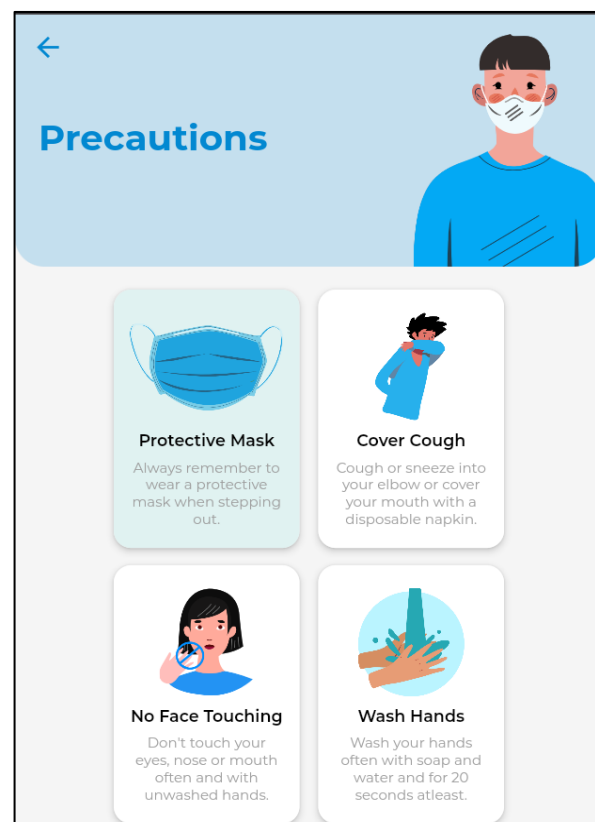 Precautions
Protective Mask
Always remember to
wear a protective
mask when stepping
out.
Cover Cough
Cough or sneeze into
your elbow or cover
your mouth with a
disposable napkin.
No Face Touching
Don't touch your
eyes, nose or mouth
often and with
unwashed hands.
Wash Hands
Wash your hands
often with soap and
water and for 20
seconds atleast.